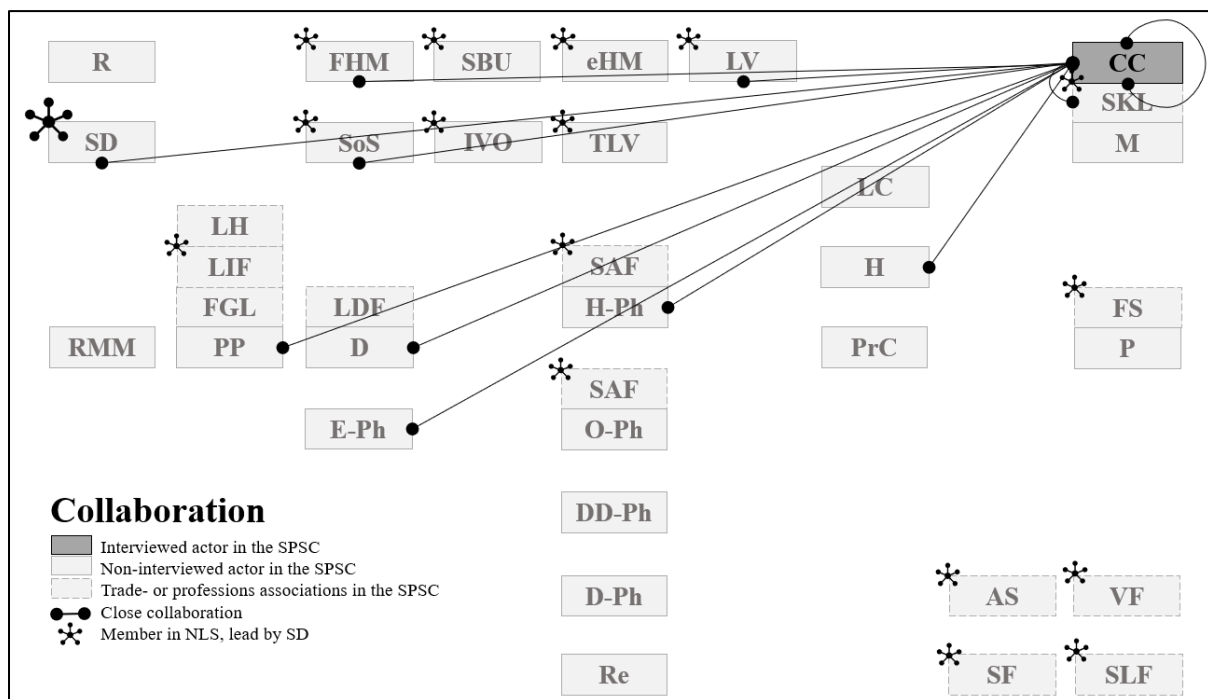 R
FHM
SBU
eHM
LV
CC
SKL
SD
SoS
IVO
TLV
M
LC
LH
LIF
SAF
H
FGL
LDF
H-Ph
FS
RMM
PP
D
PrC
P
SAF
E-Ph
O-Ph
Collaboration
DD-Ph
Interviewed actor in the SPSC
Non-interviewed actor in the SPSC
Trade- or professions associations in the SPSC
Close collaboration
Member in NLS, lead by SD
D-Ph
AS
VF
Re
SF
SLF